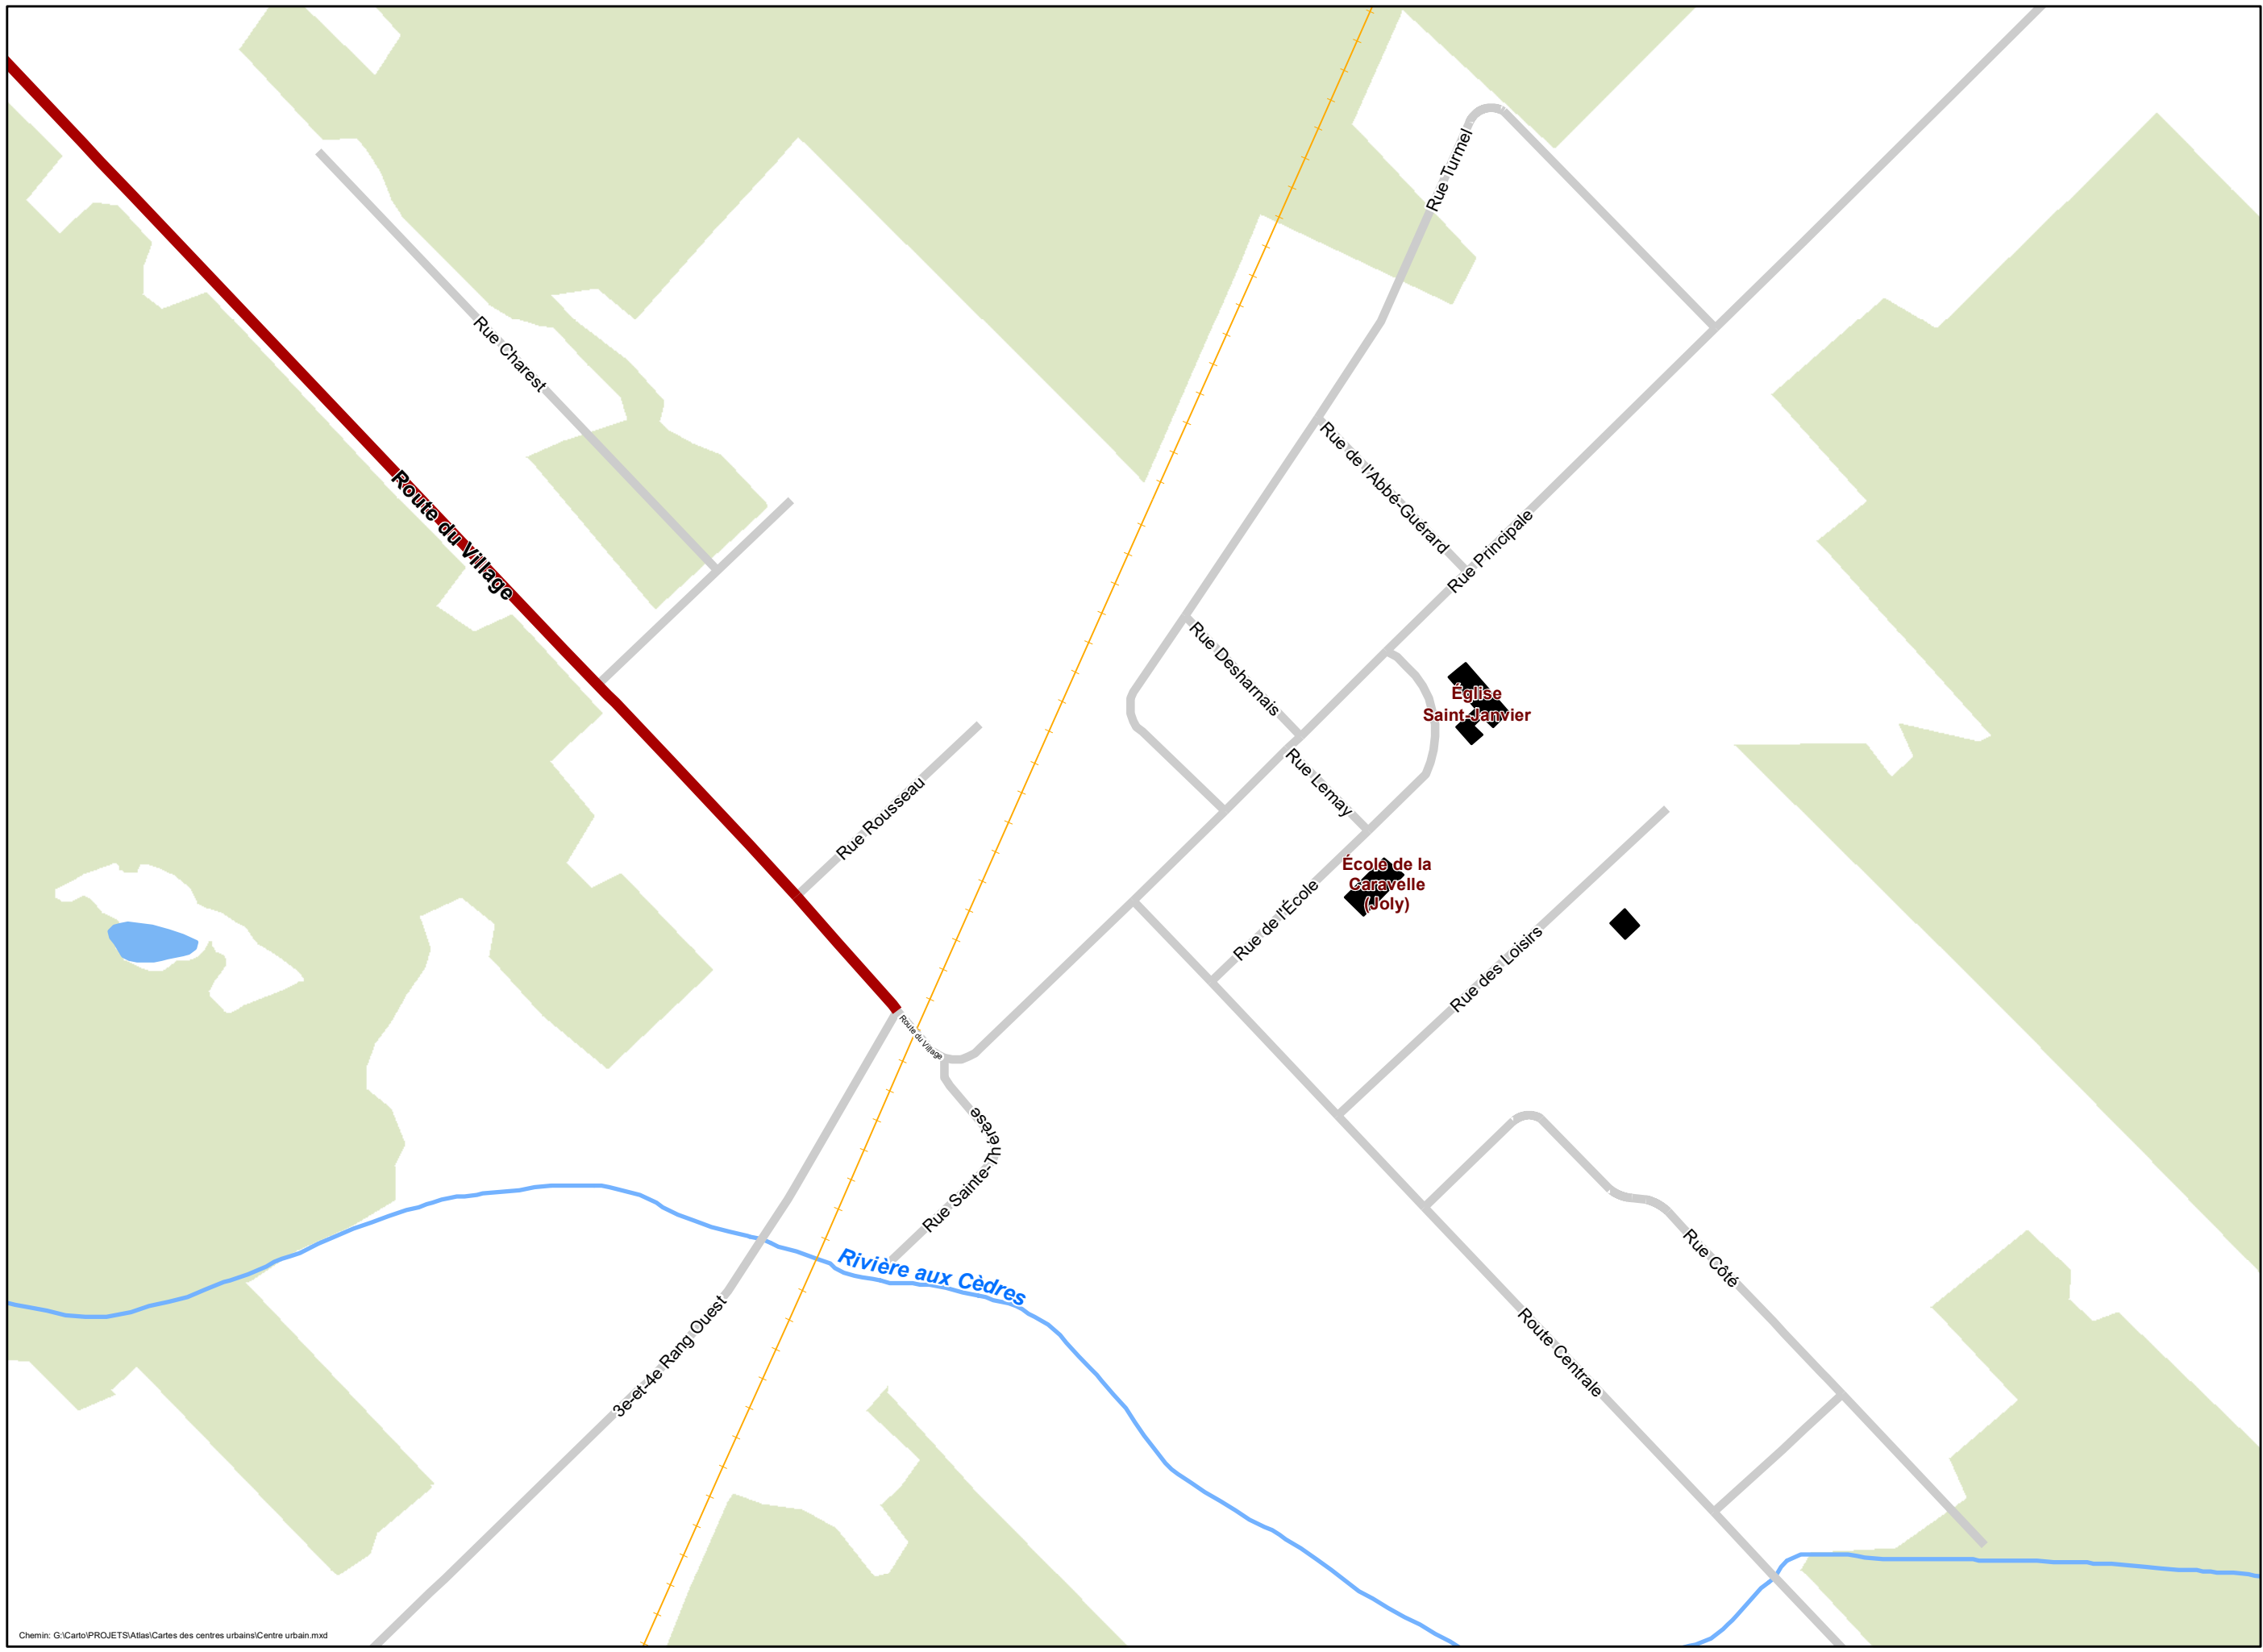 Rue Turmel
Rue Charest
Rue de l'Abbé-Guérard
Route du Village
Rue Principale
Rue Desharnais
Église
Saint-Janvier
Rue Lemay
Rue Rousseau
École de la
Caravelle
(Joly)
Rue de l'École
Rue des Loisirs
Route du Village
Rue Sainte-Thérèse
Rivière aux Cèdres
Rue Côté
3e-et-4e Rang Ouest
Route Centrale
Chemin: G:\Carto\PROJETS\Atlas\Cartes des centres urbains\Centre urbain.mxd